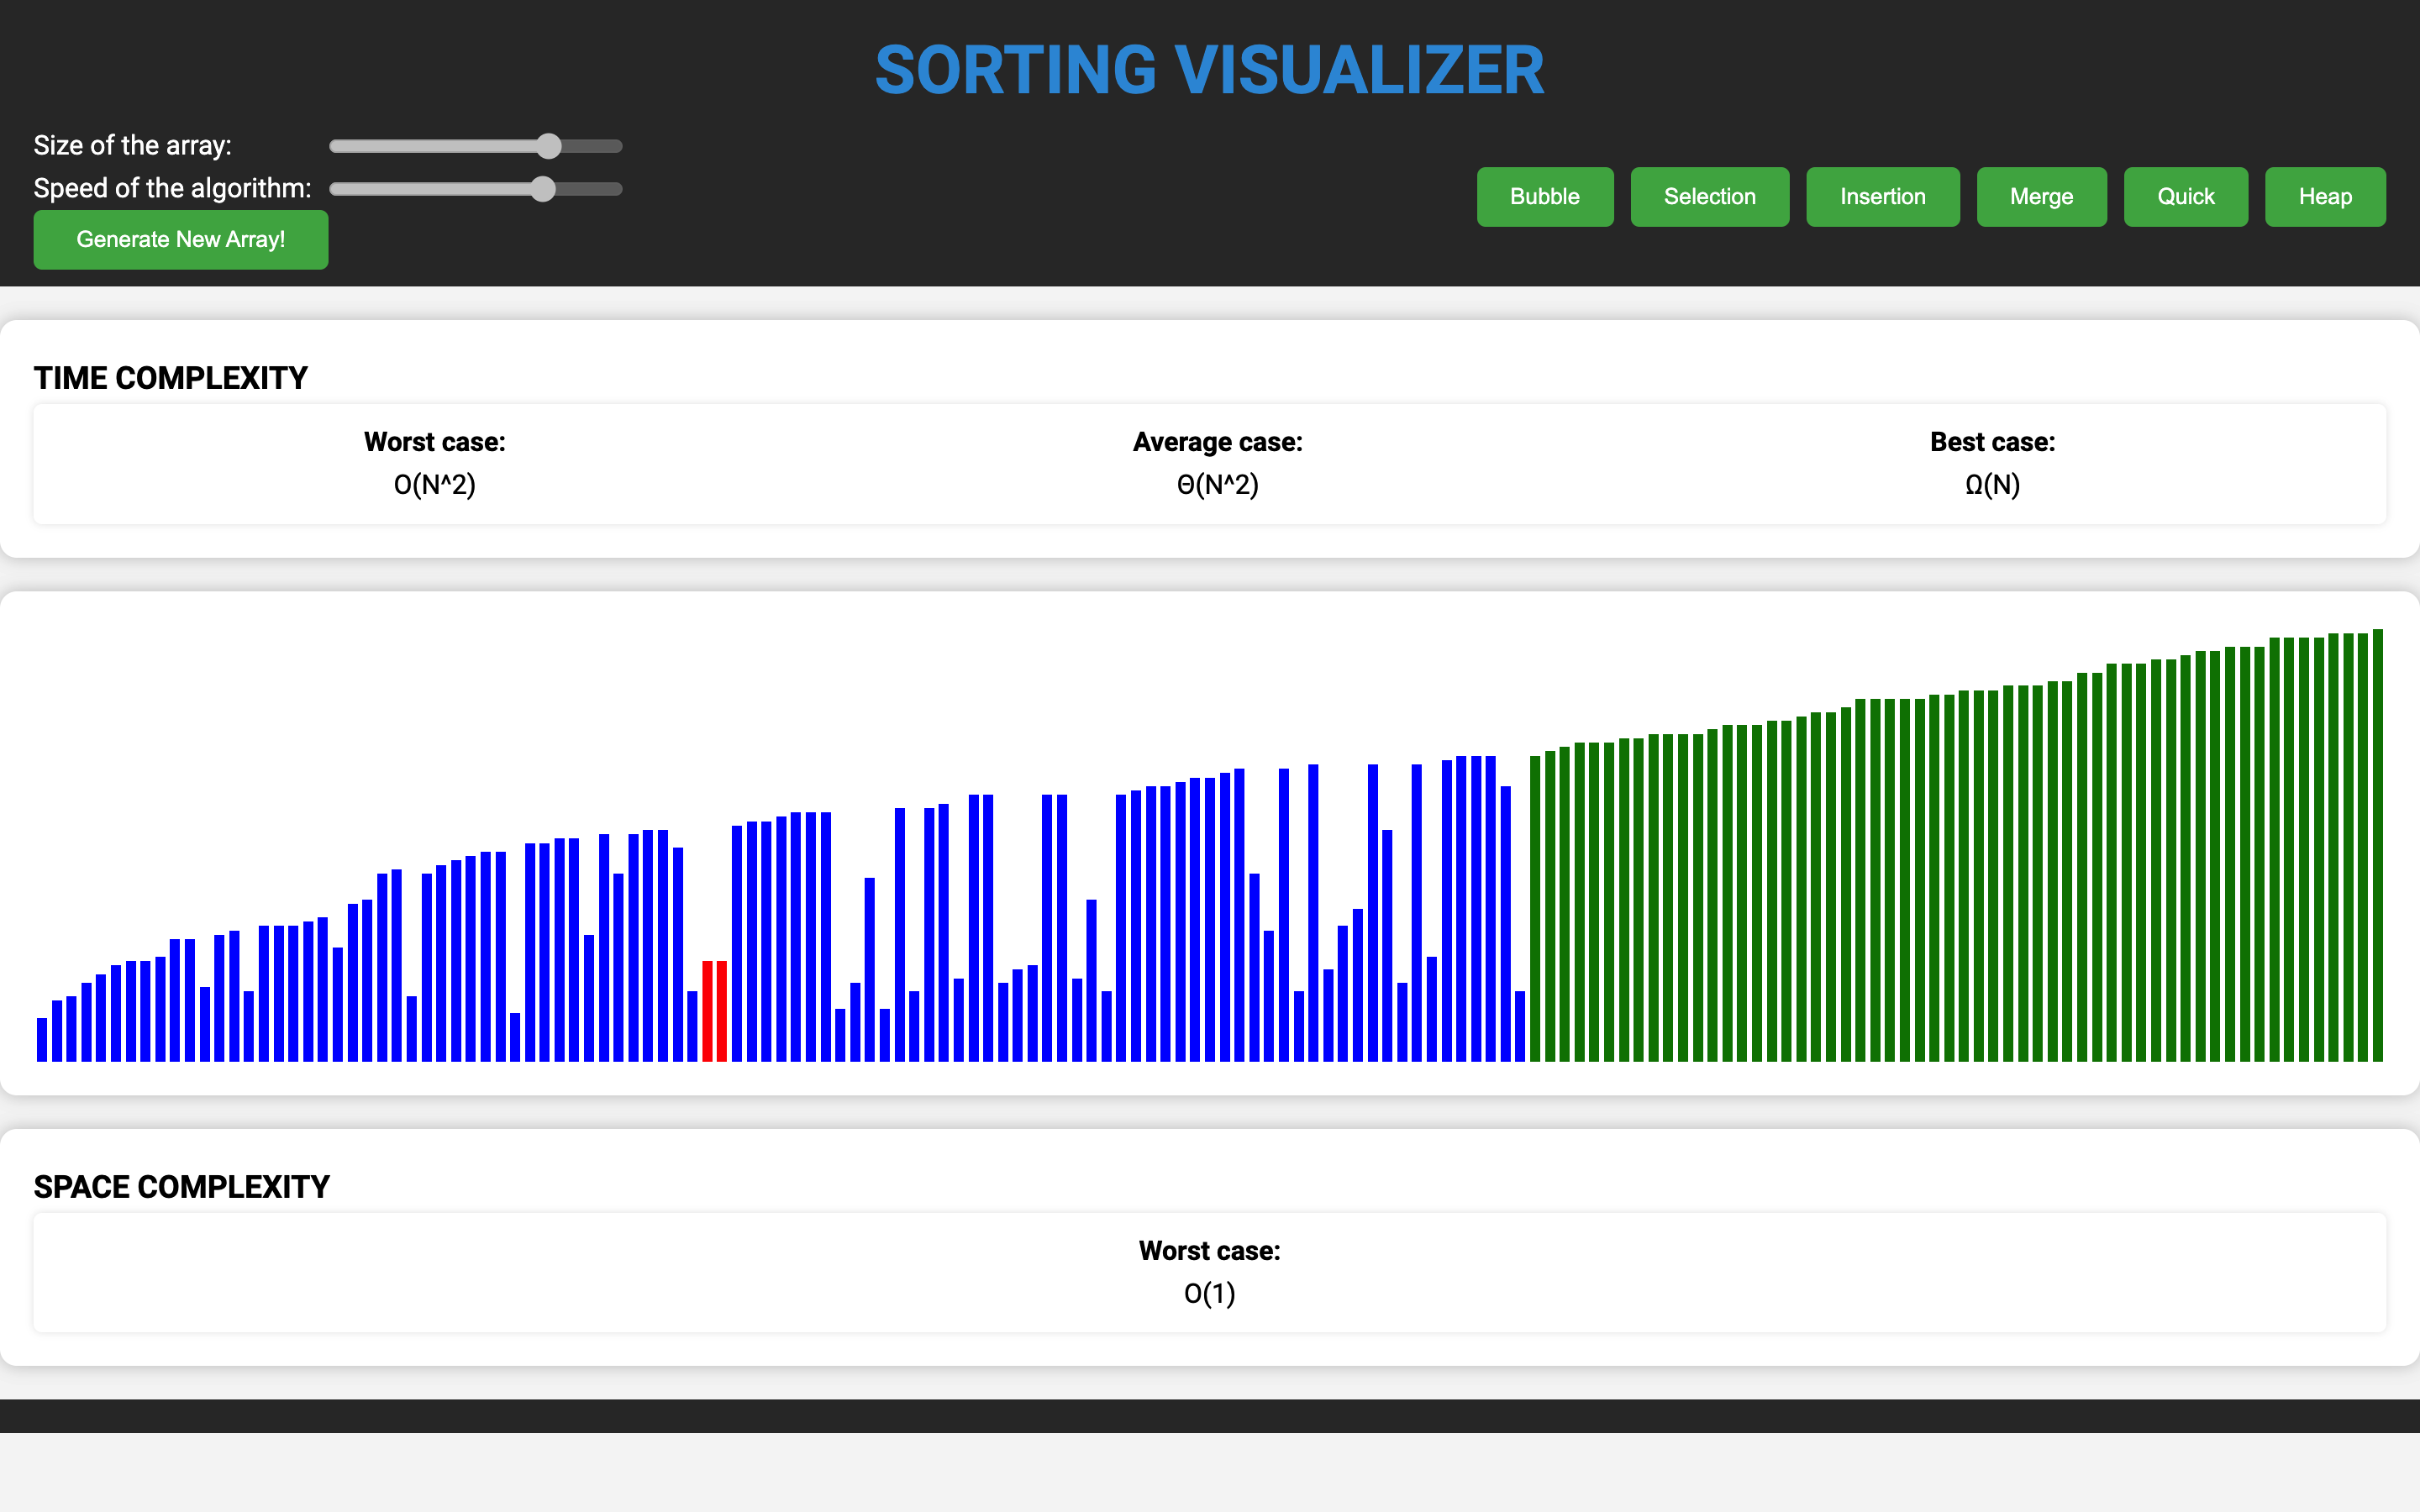 SORTING VISUALIZER
Size of the array:
Speed of the algorithm:
Generate New Array!
Bubble
Selection
Insertion
Merge
Quick
Heap
TIME COMPLEXITY
Worst case:
O(N^2)
Average case:
Θ(N^2)
Best case:
Ω(N)
SPACE COMPLEXITY
Worst case:
O(1)